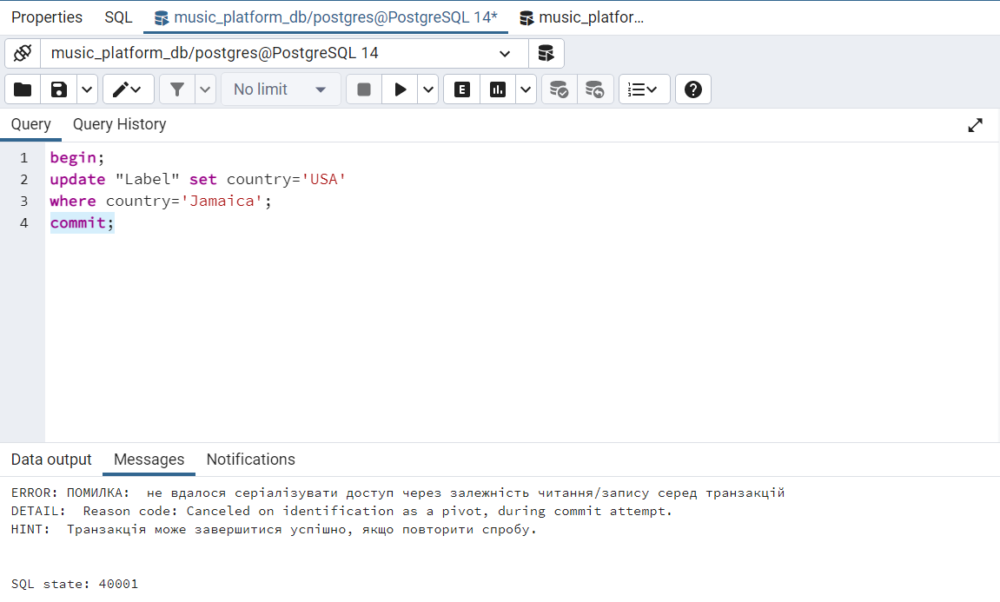 Properties SQL music_platform_db/postgres@PostgreSQL 14* music_platfor...
music_platform_db/postgres@PostgreSQL 14
No limit E
Query Query History
1 begin;
2 update "Label" set country='USA'
3 where country='Jamaica';
4 commit;
Data output Messages Notifications
ERROR: ПОМИЛКА: не вдалося серіалізувати доступ через залежність читання/запису серед транзакцій
DETAIL: Reason code: Canceled on identification as a pivot, during commit attempt.
HINT: Транзакція може завершитися успішно, якщо повторити спробу.
SQL state: 40001